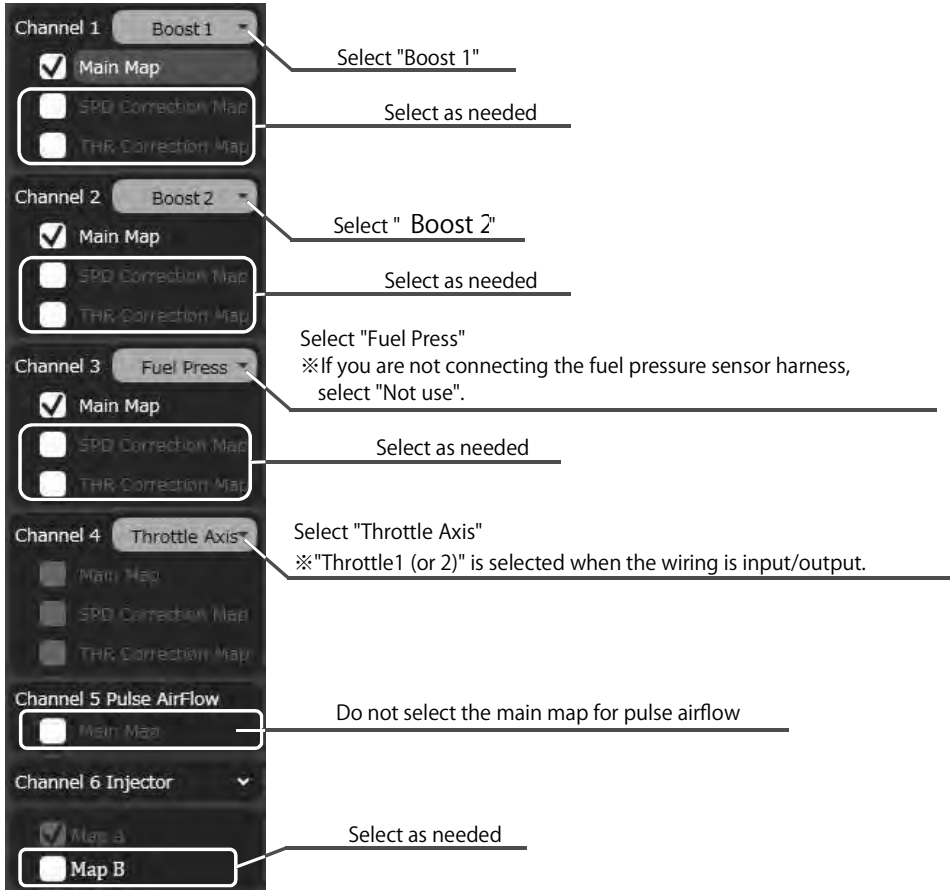 Channel 1 Boost 1
Select "Boost 1"
Main Map
SPD Correction Map
Select as needed
THR Correction Map
Channel 2 Boost 2
Select " Boost 2"
Main Map
SPD Correction Map
Select as needed
THR Correction Map
Select "Fuel Press"
Channel 3 Fuel Press
※If you are not connecting the fuel pressure sensor harness,
select "Not use".
Main Map
SPD Correction Map
Select as needed
THR Correction Map
Channel 4 Throttle Axis
Select "Throttle Axis"
※"Throttle1 (or 2)" is selected when the wiring is input/output.
Main Map
SPD Correction Map
THR Correction Map
Channel 5 Pulse AirFlow
Do not select the main map for pulse airflow
Main Map
Channel 6 Injector
Map A
Select as needed
Map B